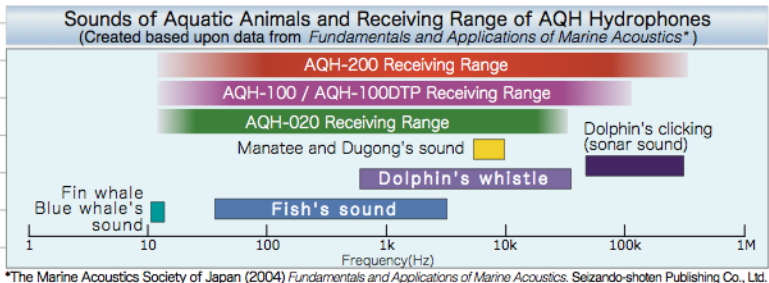 Sounds of Aquatic Animals and Receiving Range of AQH Hydrophones
(Created based upon data from Fundamentals and Applications of Marine Acoustics*)
AQH-200 Receiving Range
AQH-100 / AQH-100DTP Receiving Range
AQH-020 Receiving Range
Dolphin's clicking
(sonar sound)
Manatee and Dugong's sound
Dolphin's whistle
Fin whale
Blue whale's
sound
Fish's sound
1 10 100 1k 10k 100k 1M
Frequency(Hz)
*The Marine Acoustics Society of Japan (2004) Fundamentals and Applications of Marine Acoustics. Seizando-shoten Publishing Co., Ltd.